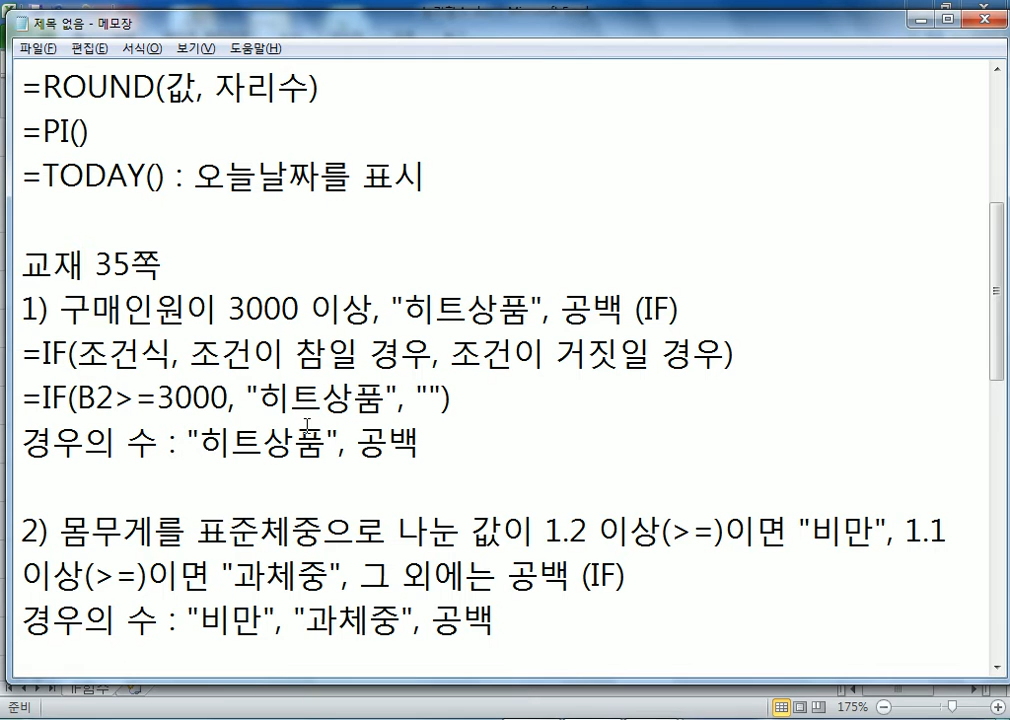 제목 없음 - 메모장
파일(F) 편집(E) 서식(O) 보기(V) 도움말(H)
=ROUND(값, 자리수)
=PI()
=TODAY() : 오늘날짜를 표시
교재 35쪽
1) 구매인원이 3000 이상, "히트상품", 공백 (IF)
=IF(조건식, 조건이 참일 경우, 조건이 거짓일 경우)
=IF(B2>=3000, "히트상품", "")
경우의 수 : "히트상품", 공백
2) 몸무게를 표준체중으로 나눈 값이 1.2 이상(>=)이면 "비만", 1.1
이상(>=)이면 "과체중", 그 외에는 공백 (IF)
경우의 수 : "비만", "과체중", 공백
IF함수
준비 175%